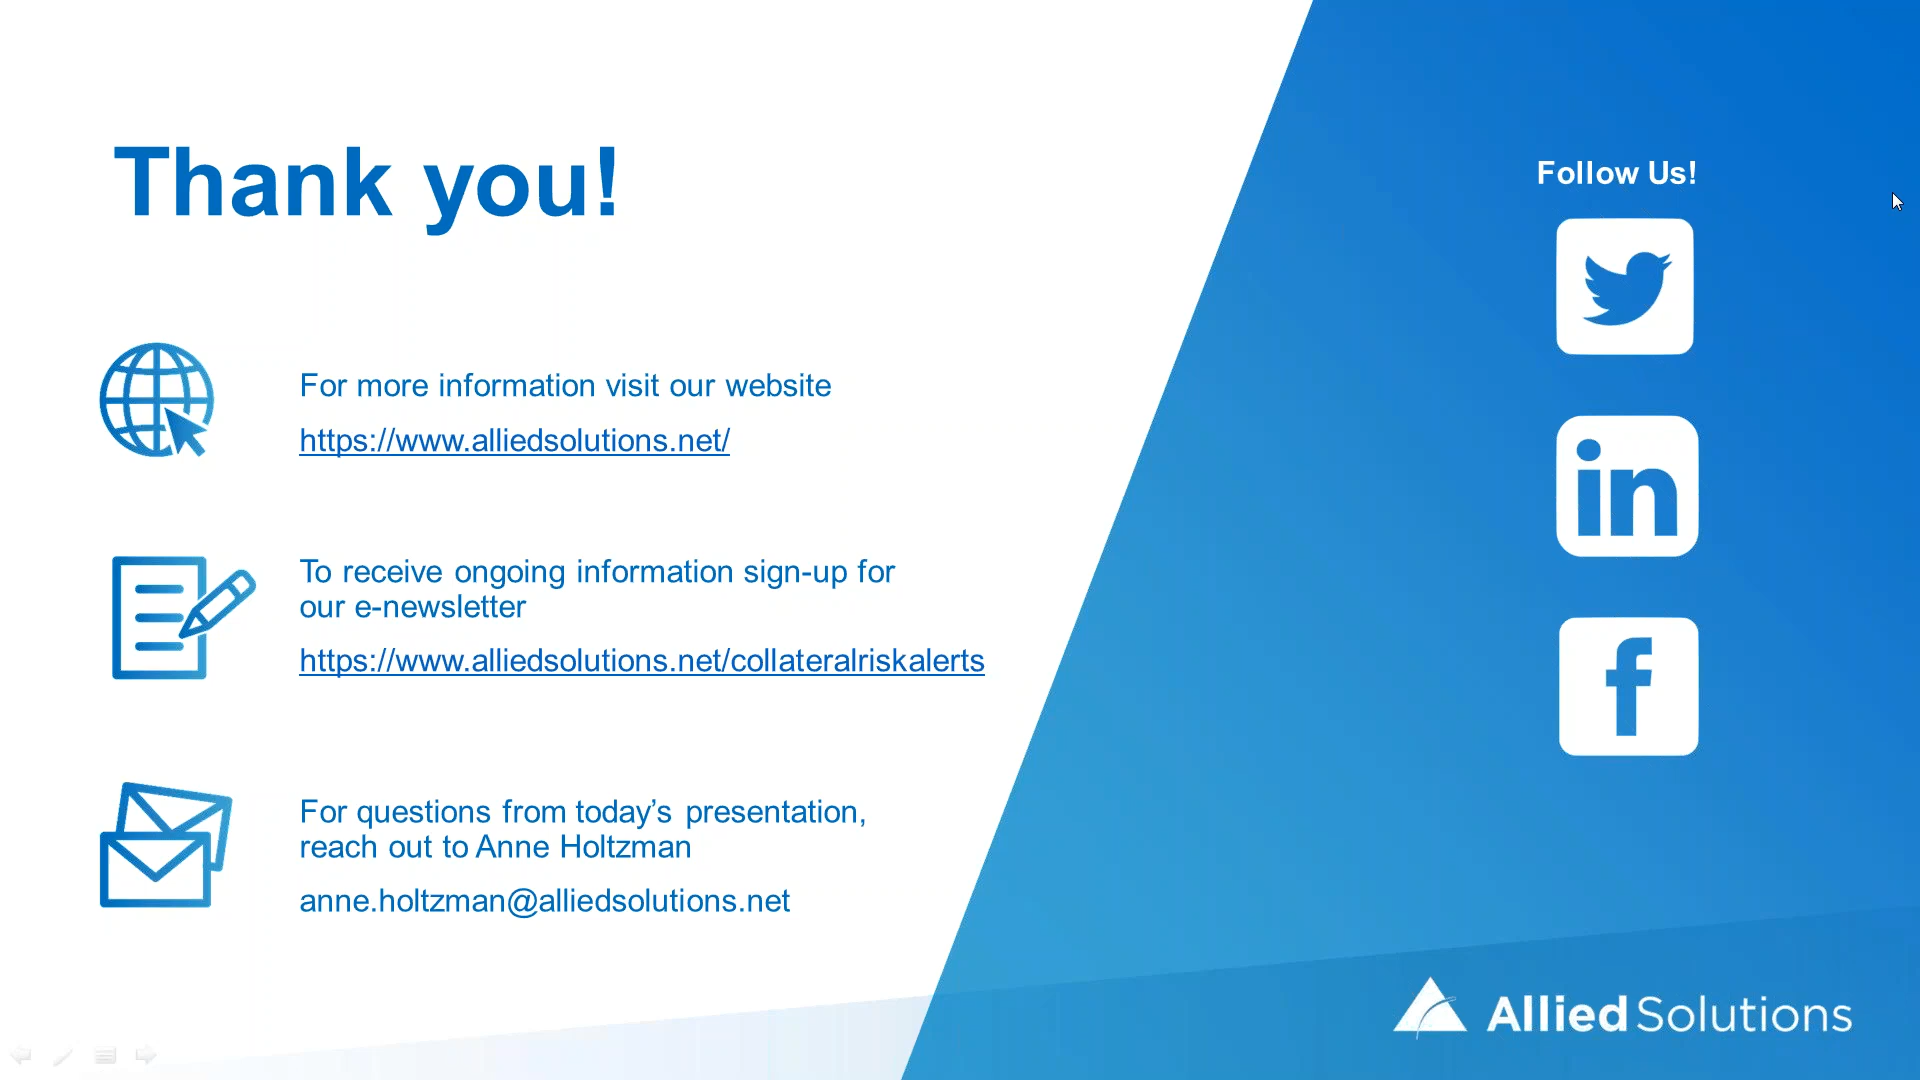 Thank you!
For more information visit our website
https://www.alliedsolutions.net/
To receive ongoing information sign-up for
our e-newsletter
https://www.alliedsolutions.net/collateralriskalerts
For questions from today’s presentation,
reach out to Anne Holtzman
anne.holtzman@alliedsolutions.net
Follow Us!
in
f
Allied Solutions